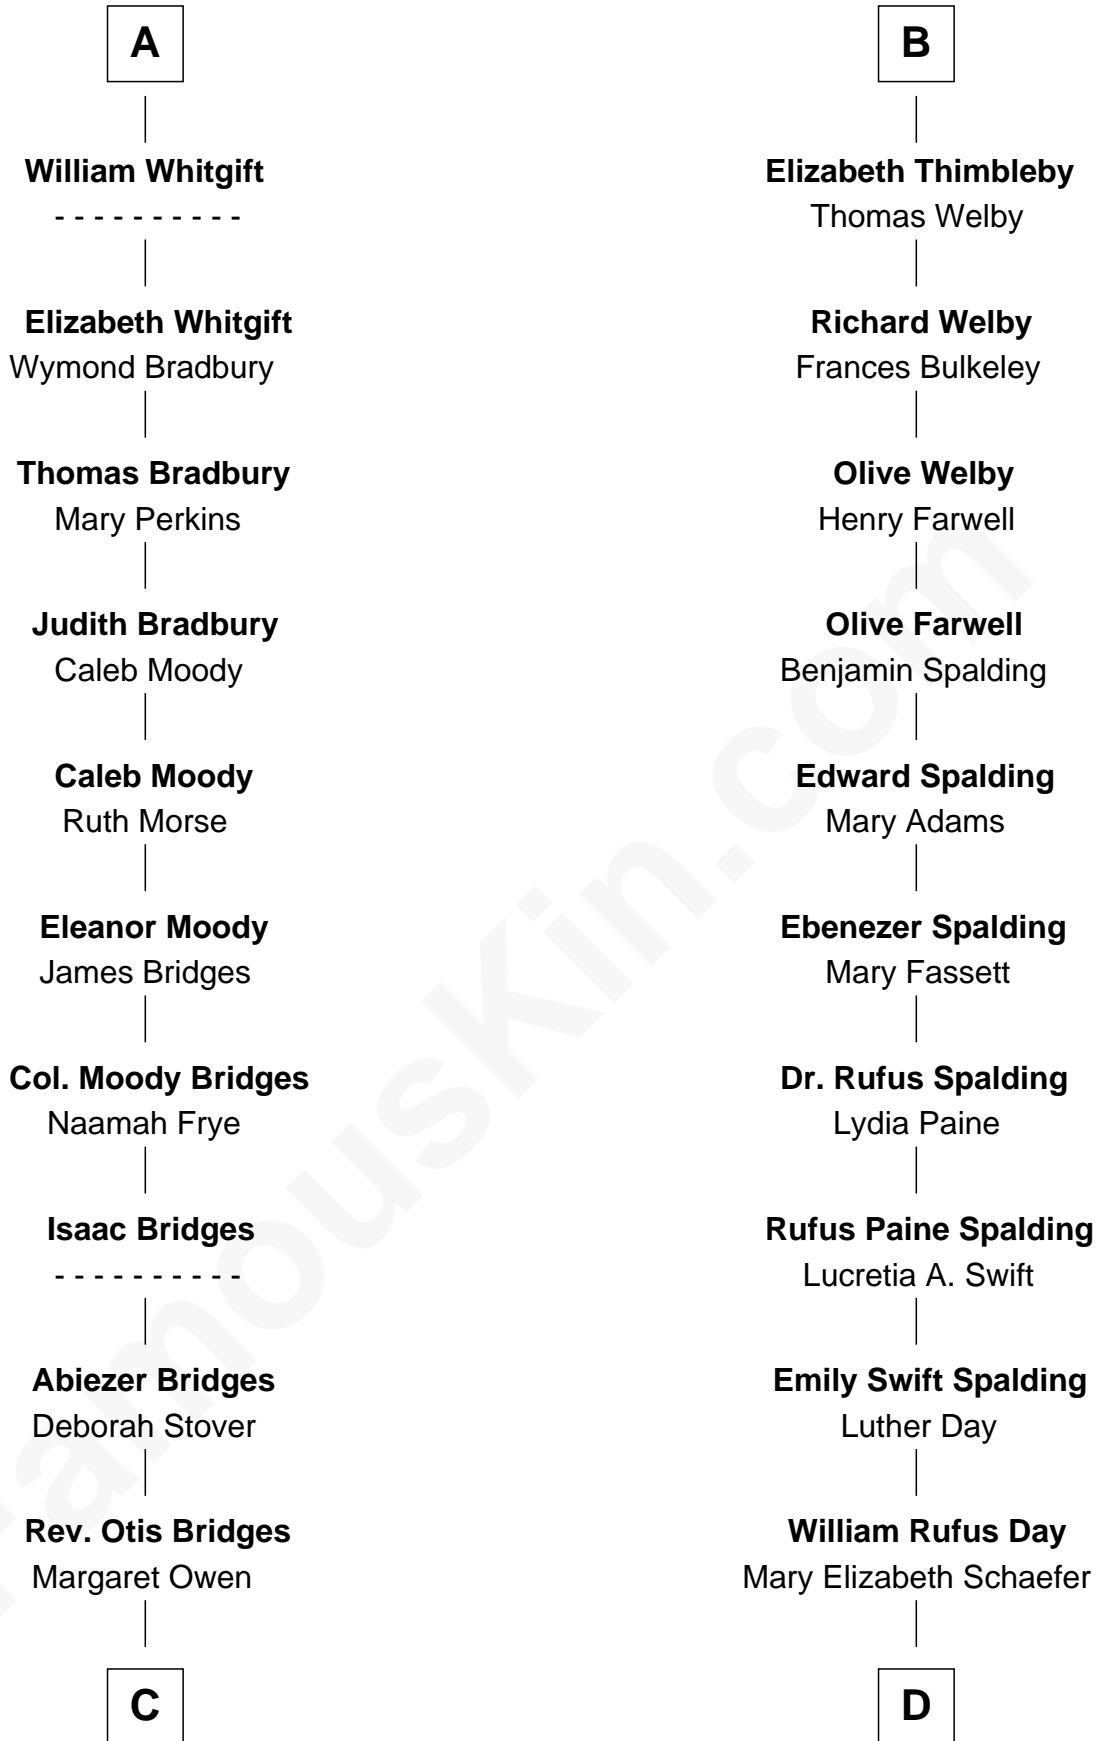 A
William Whitgift
- - - - - - - - - -
Elizabeth Whitgift
Wymond Bradbury
Thomas Bradbury
Mary Perkins
Judith Bradbury
Caleb Moody
Caleb Moody
Ruth Morse
Eleanor Moody
James Bridges
Col. Moody Bridges
Naamah Frye
Isaac Bridges
- - - - - - - - - -
Abiezer Bridges
Deborah Stover
Rev. Otis Bridges
Margaret Owen
C
B
Elizabeth Thimbleby
Thomas Welby
Richard Welby
Frances Bulkeley
Olive Welby
Henry Farwell
Olive Farwell
Benjamin Spalding
Edward Spalding
Mary Adams
Ebenezer Spalding
Mary Fassett
Dr. Rufus Spalding
Lydia Paine
Rufus Paine Spalding
Lucretia A. Swift
Emily Swift Spalding
Luther Day
William Rufus Day
Mary Elizabeth Schaefer
D
FamousKin.com